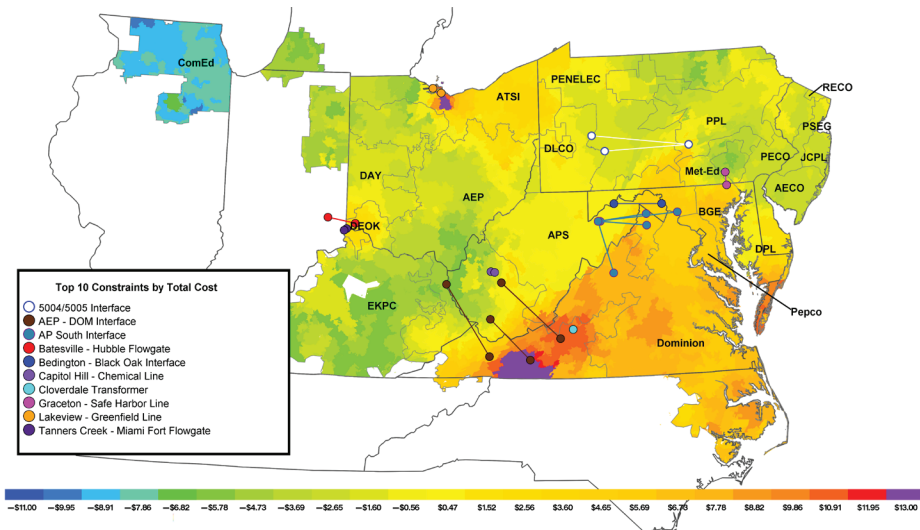 ComEd
ATSI
PENELEC
RECO
PPL
PSEG
DLCO
PECO
JCPL
Met-Ed
DAY
AECO
AEP
BGE
DEOK
APS
DPL
EKPC
Pepco
Dominion
Top 10 Constraints by Total Cost
5004/5005 Interface
AEP - DOM Interface
AP South Interface
Batesville - Hubble Flowgate
Bedington - Black Oak Interface
Capitol Hill - Chemical Line
Cloverdale Transformer
Graceton - Safe Harbor Line
Lakeview - Greenfield Line
Tanners Creek - Miami Fort Flowgate
–$11.00 –$9.95 –$8.91 –$7.86 –$6.82 –$5.78 –$4.73 –$3.69 –$2.65 –$1.60 –$0.56 $0.47 $1.52 $2.56 $3.60 $4.65 $5.69 $6.73 $7.78 $8.82 $9.86 $10.91 $11.95 $13.00